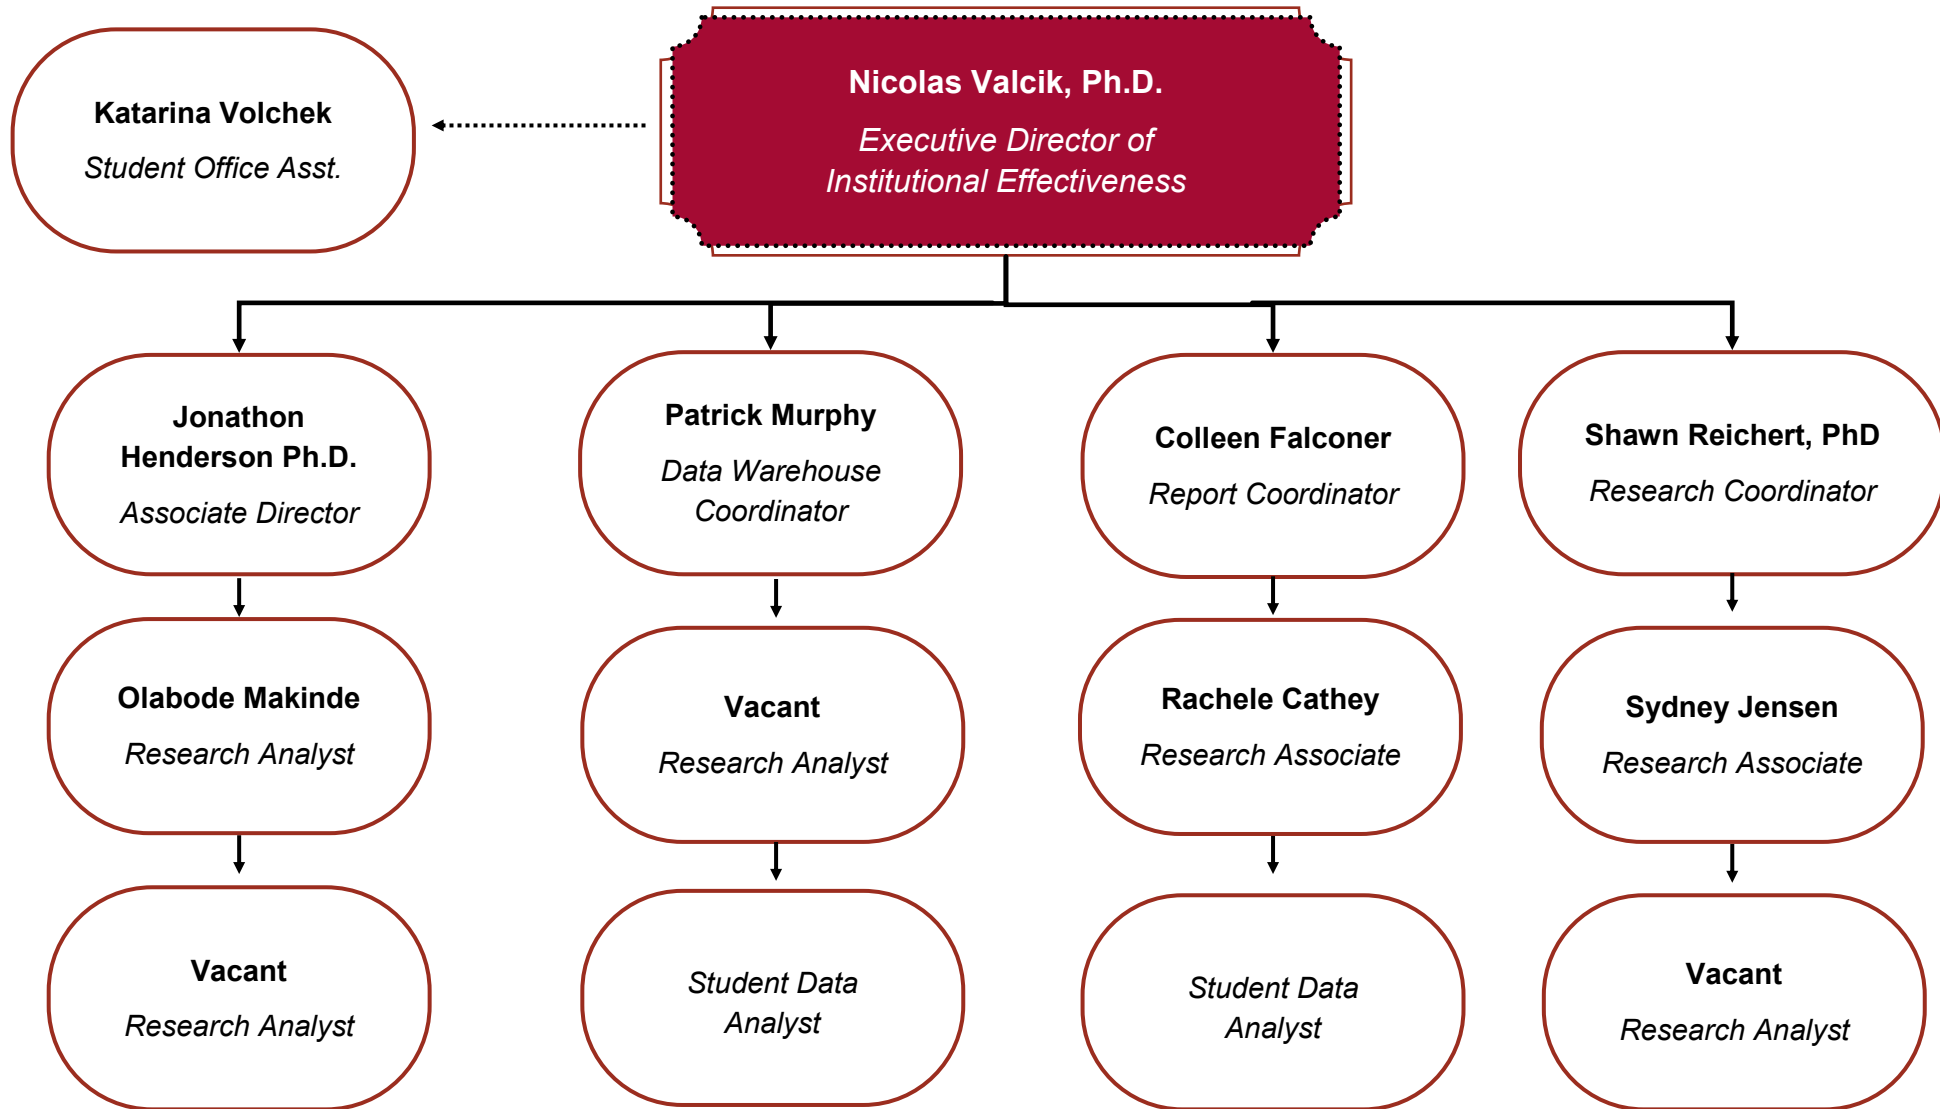 Katarina Volchek
Student Office Asst.
Nicolas Valcik, Ph.D.
Executive Director of
Institutional Effectiveness
Jonathon
Henderson Ph.D.
Associate Director
Patrick Murphy
Data Warehouse
Coordinator
Colleen Falconer
Report Coordinator
Shawn Reichert, PhD
Research Coordinator
Olabode Makinde
Research Analyst
Vacant
Research Analyst
Rachele Cathey
Research Associate
Sydney Jensen
Research Associate
Vacant
Research Analyst
Student Data
Analyst
Student Data
Analyst
Vacant
Research Analyst